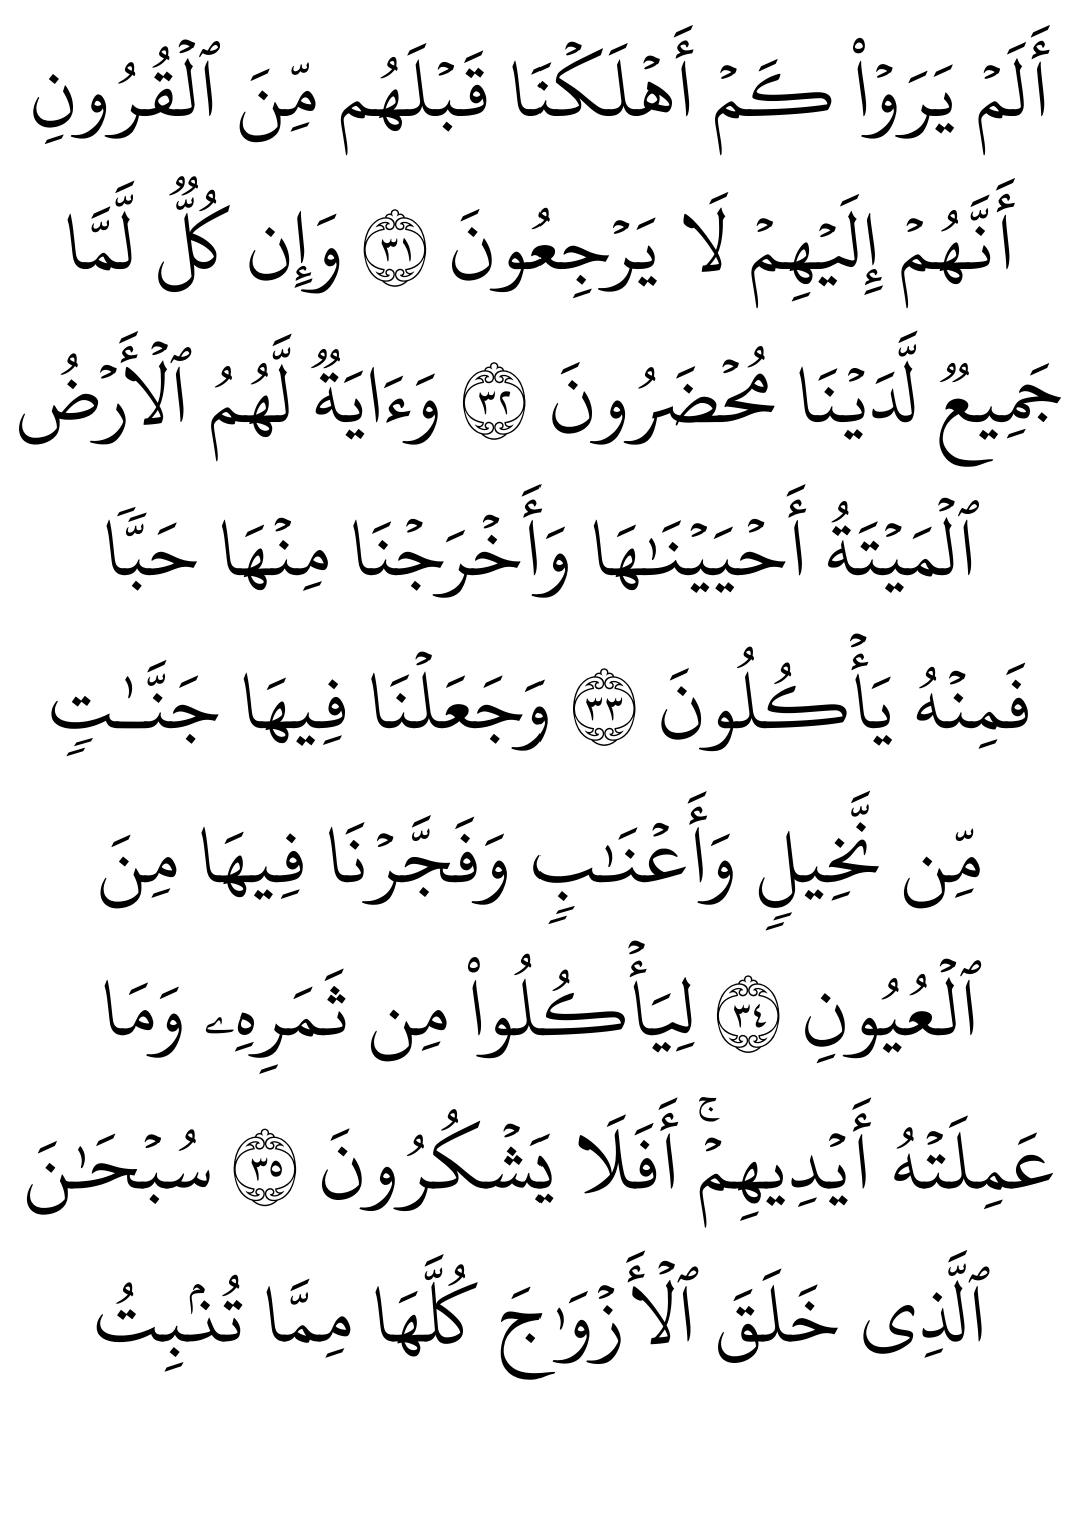 أَلَمۡ يَرَوۡاْ كَمۡ أَهۡلَكۡنَا قَبۡلَهُم مِّنَ ٱلۡقُرُونِ
أَنَّهُمۡ إِلَيۡهِمۡ لَا يَرۡجِعُونَ ٣١ وَإِن كُلّٞ لَّمَّا
جَمِيعٞ لَّدَيۡنَا مُحۡضَرُونَ ٣٢ وَءَايَةٞ لَّهُمُ ٱلۡأَرۡضُ
ٱلۡمَيۡتَةُ أَحۡيَيۡنَٰهَا وَأَخۡرَجۡنَا مِنۡهَا حَبّٗا
فَمِنۡهُ يَأۡكُلُونَ ٣٣ وَجَعَلۡنَا فِيهَا جَنَّٰتٖ
مِّن نَّخِيلٖ وَأَعۡنَٰبٖ وَفَجَّرۡنَا فِيهَا مِنَ
ٱلۡعُيُونِ ٣٤ لِيَأۡكُلُواْ مِن ثَمَرِهِۦ وَمَا
عَمِلَتۡهُ أَيۡدِيهِمۡۚ أَفَلَا يَشۡكُرُونَ ٣٥ سُبۡحَٰنَ
ٱلَّذِي خَلَقَ ٱلۡأَزۡوَٰجَ كُلَّهَا مِمَّا تُنۢبِتُ